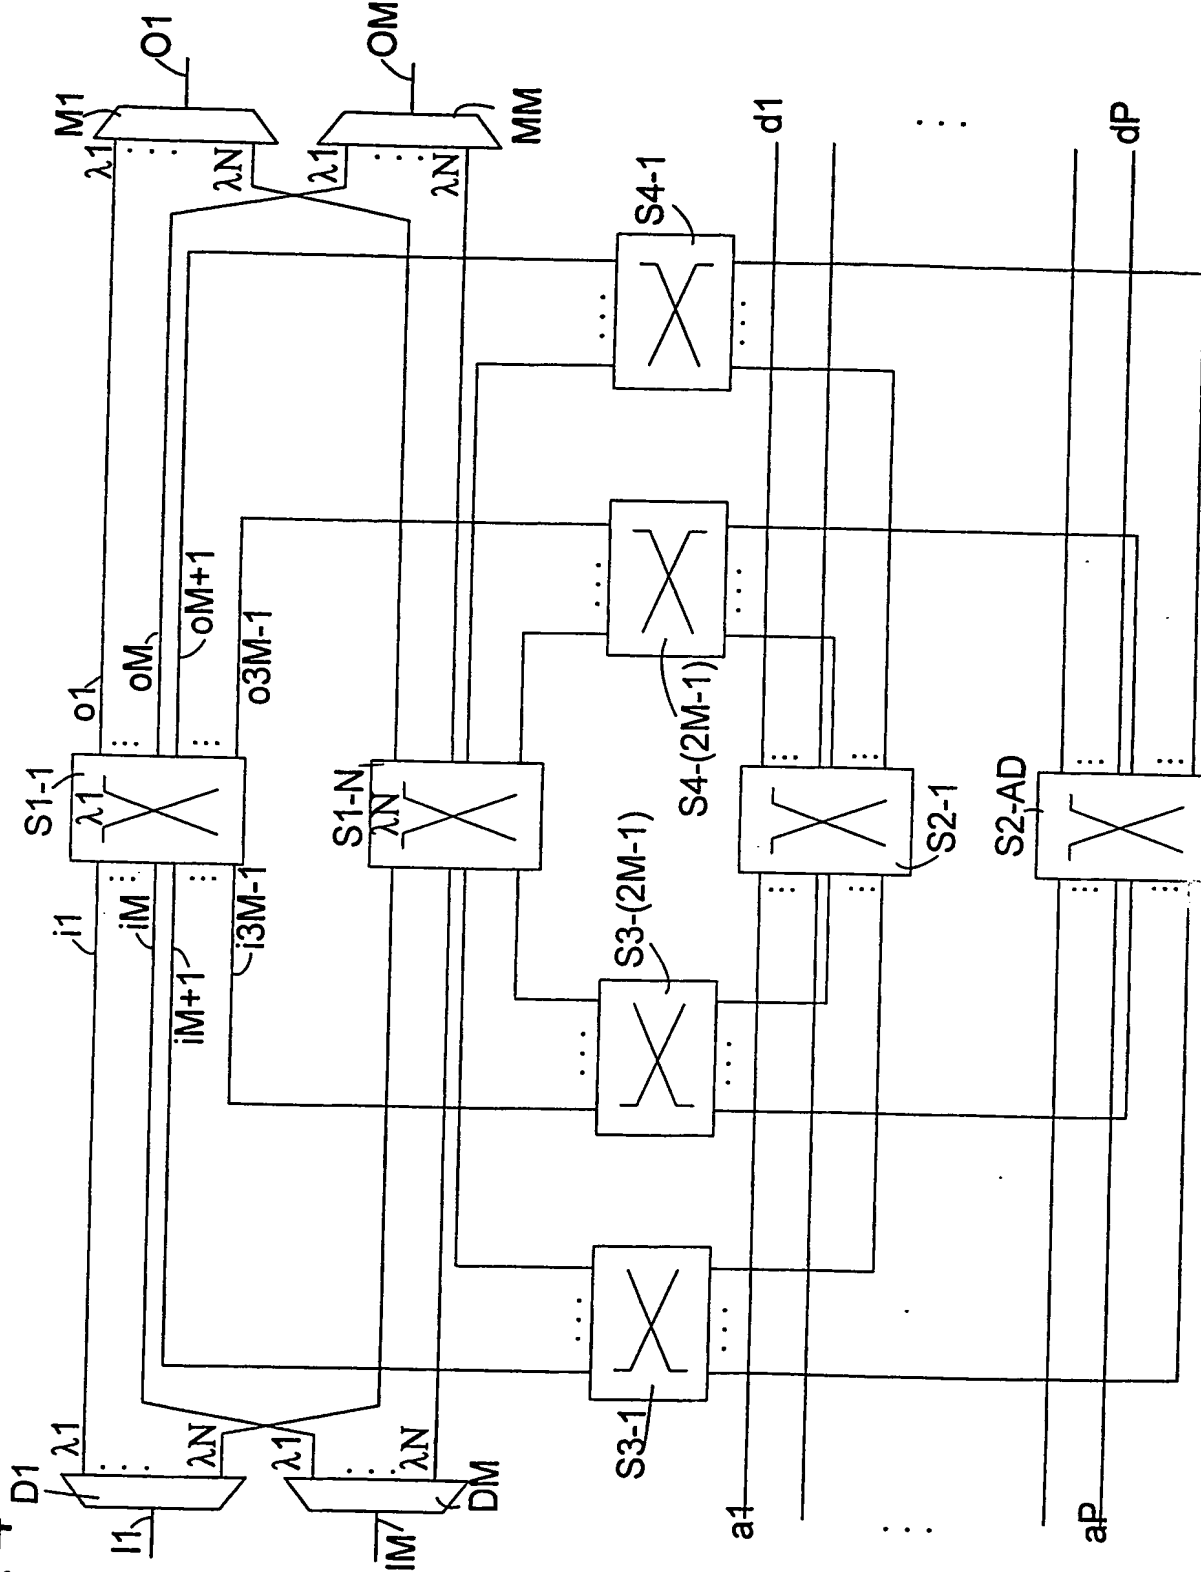 M1
O1
λ1
λN
OM
MM
λ1
λN
S4-1
d1
dP
o1
oM
oM+1
o3M-1
S4-(2M-1)
S1-1
λ1
S1-N
λN
S2-1
S2-AD
i1
iM
iM+1
i3M-1
S3-(2M-1)
S3-1
D1
λ1
λN
I1
λ1
λN
DM
IM
a1
aP